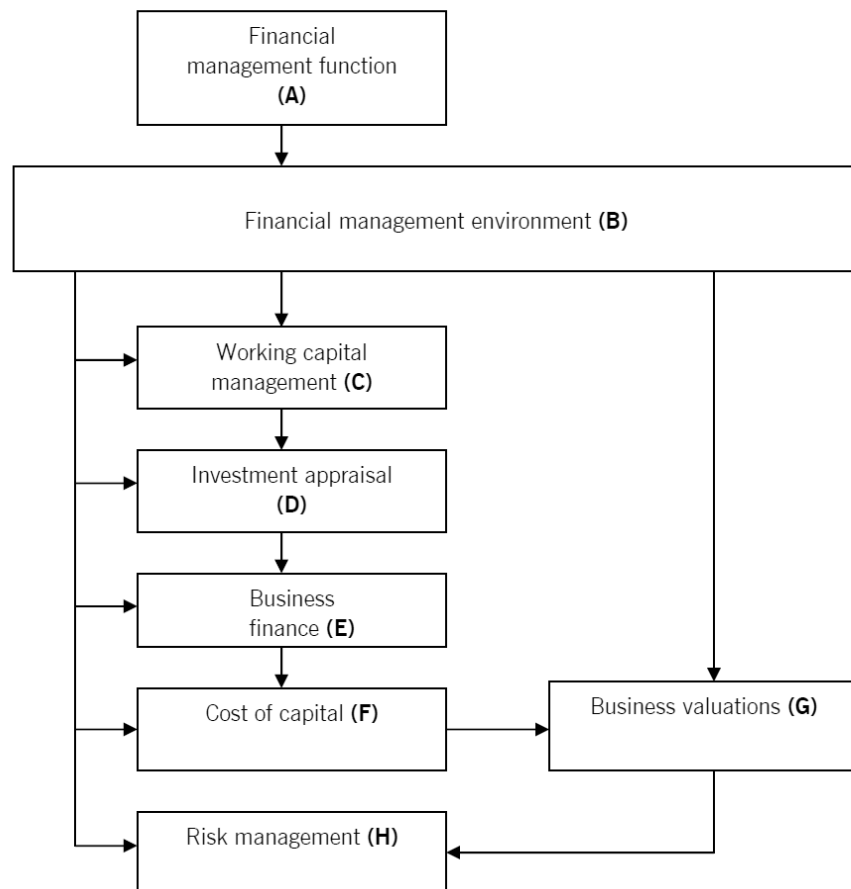 Financial
management function
(A)
Financial management environment (B)
Working capital
management (C)
Investment appraisal
(D)
Business
finance (E)
Cost of capital (F)
Business valuations (G)
Risk management (H)